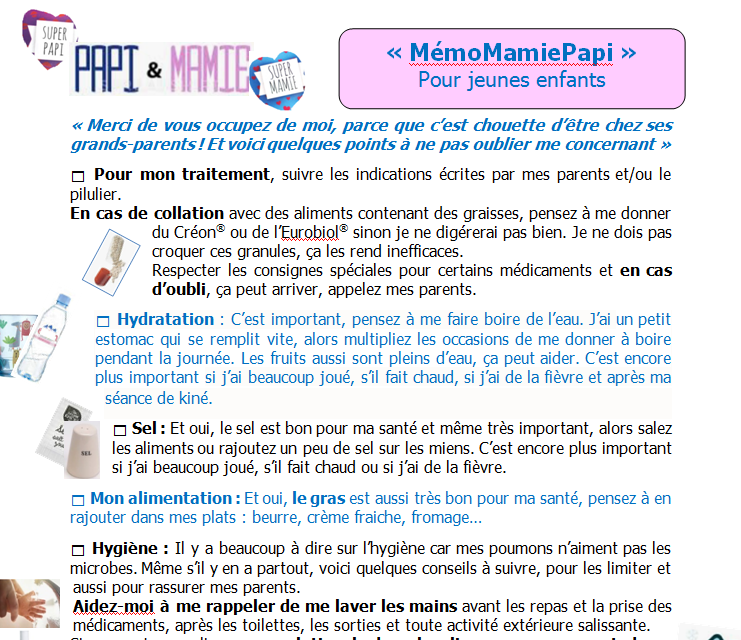 SUPER
PAPI
PAPI & MAMIE
SUPER
MAMIE
« MémoMamiePapi »
Pour jeunes enfants
« Merci de vous occupez de moi, parce que c’est chouette d’être chez ses
grands-parents ! Et voici quelques points à ne pas oublier me concernant »
□ Pour mon traitement, suivre les indications écrites par mes parents et/ou le
pilulier.
En cas de collation avec des aliments contenant des graisses, pensez à me donner
du Créon® ou de l’Eurobiol® sinon je ne digérerai pas bien. Je ne dois pas
croquer ces granules, ça les rend inefficaces.
Respecter les consignes spéciales pour certains médicaments et en cas
d’oubli, ça peut arriver, appelez mes parents.
□ Hydratation : C’est important, pensez à me faire boire de l’eau. J’ai un petit
estomac qui se remplit vite, alors multipliez les occasions de me donner à boire
pendant la journée. Les fruits aussi sont pleins d’eau, ça peut aider. C’est encore
plus important si j’ai beaucoup joué, s’il fait chaud, si j’ai de la fièvre et après ma
séance de kiné.
SEL
□ Sel : Et oui, le sel est bon pour ma santé et même très important, alors salez
les aliments ou rajoutez un peu de sel sur les miens. C’est encore plus important
si j’ai beaucoup joué, s’il fait chaud ou si j’ai de la fièvre.
□ Mon alimentation : Et oui, le gras est aussi très bon pour ma santé, pensez à en
rajouter dans mes plats : beurre, crème fraiche, fromage…
□ Hygiène : Il y a beaucoup à dire sur l’hygiène car mes poumons n’aiment pas les
microbes. Même s’il y en a partout, voici quelques conseils à suivre, pour les limiter et
aussi pour rassurer mes parents.
Aidez-moi à me rappeler de me laver les mains avant les repas et la prise des
médicaments, après les toilettes, les sorties et toute activité extérieure salissante.